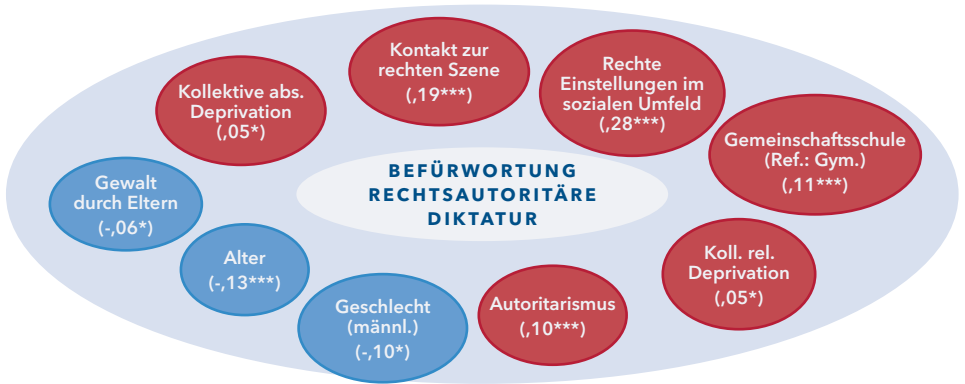 Kontakt zur
rechten Szene
(,19***)
Rechte
Einstellungen im
sozialen Umfeld
(,28***)
Kollektive abs.
Deprivation
(,05*)
Gemeinschaftsschule
(Ref.: Gym.)
(,11***)
BEFÜRWORTUNG
RECHTSAUTORITÄRE
DIKTATUR
Gewalt
durch Eltern
(-,06*)
Alter
(-,13***)
Koll. rel.
Deprivation
(,05*)
Geschlecht
(männl.)
(-,10*)
Autoritarismus
(,10***)